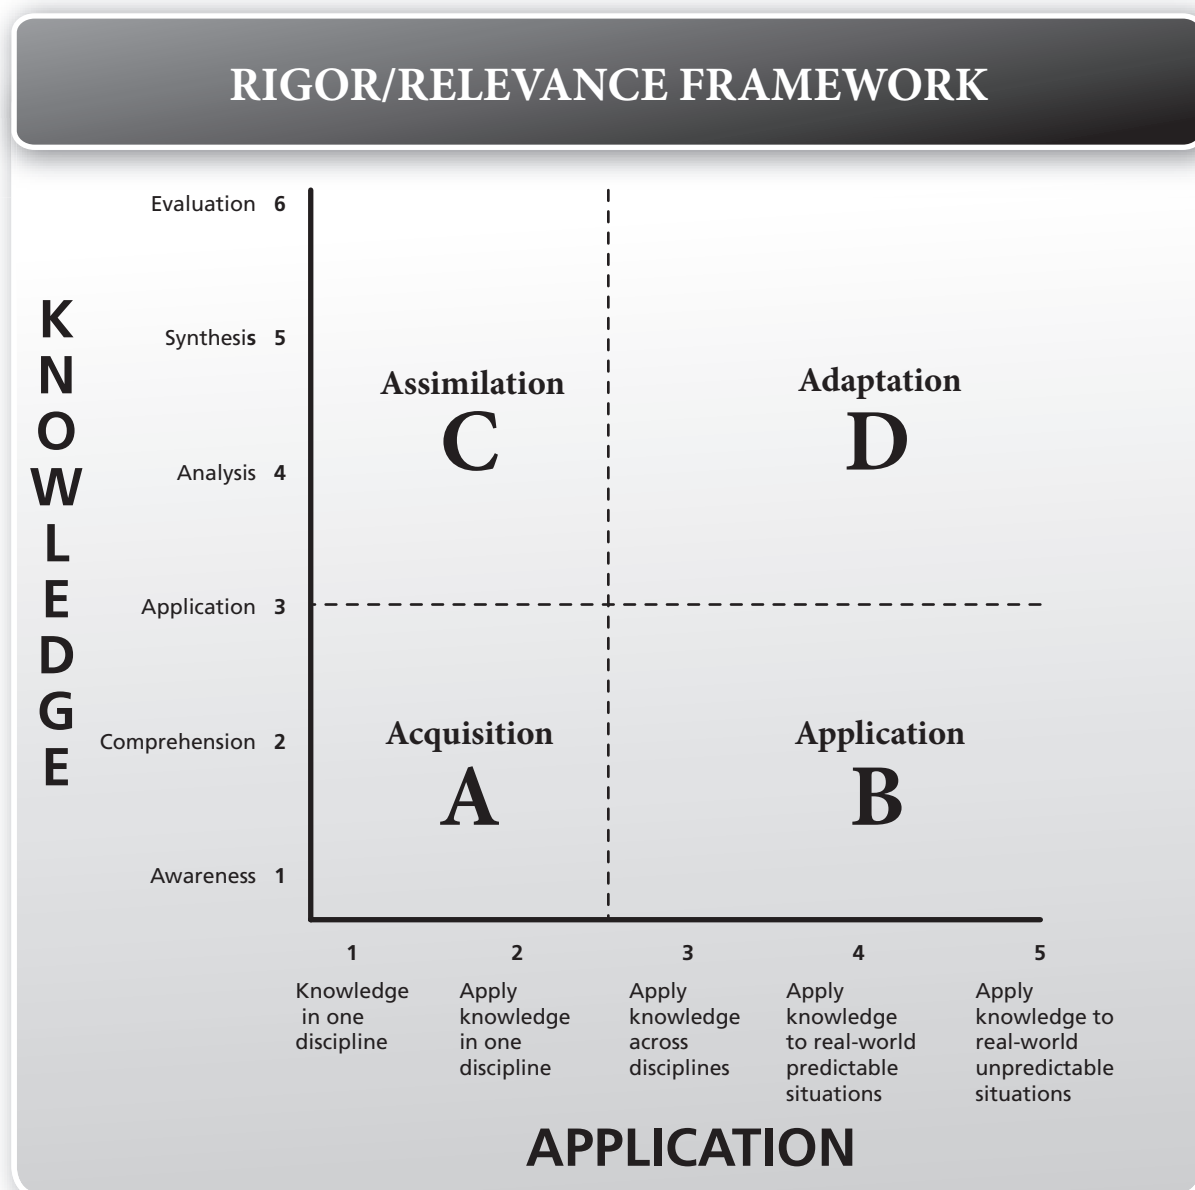 RIGOR/RELEVANCE FRAMEWORK
KNOWLEDGE
Evaluation 6
Synthesis 5
Analysis 4
Application 3
Comprehension 2
Awareness 1
Assimilation
C
Adaptation
D
Acquisition
A
Application
B
1
Knowledge
in one
discipline
2
Apply
knowledge
in one
discipline
3
Apply
knowledge
across
disciplines
4
Apply
knowledge
to real-world
predictable
situations
5
Apply
knowledge to
real-world
unpredictable
situations
APPLICATION